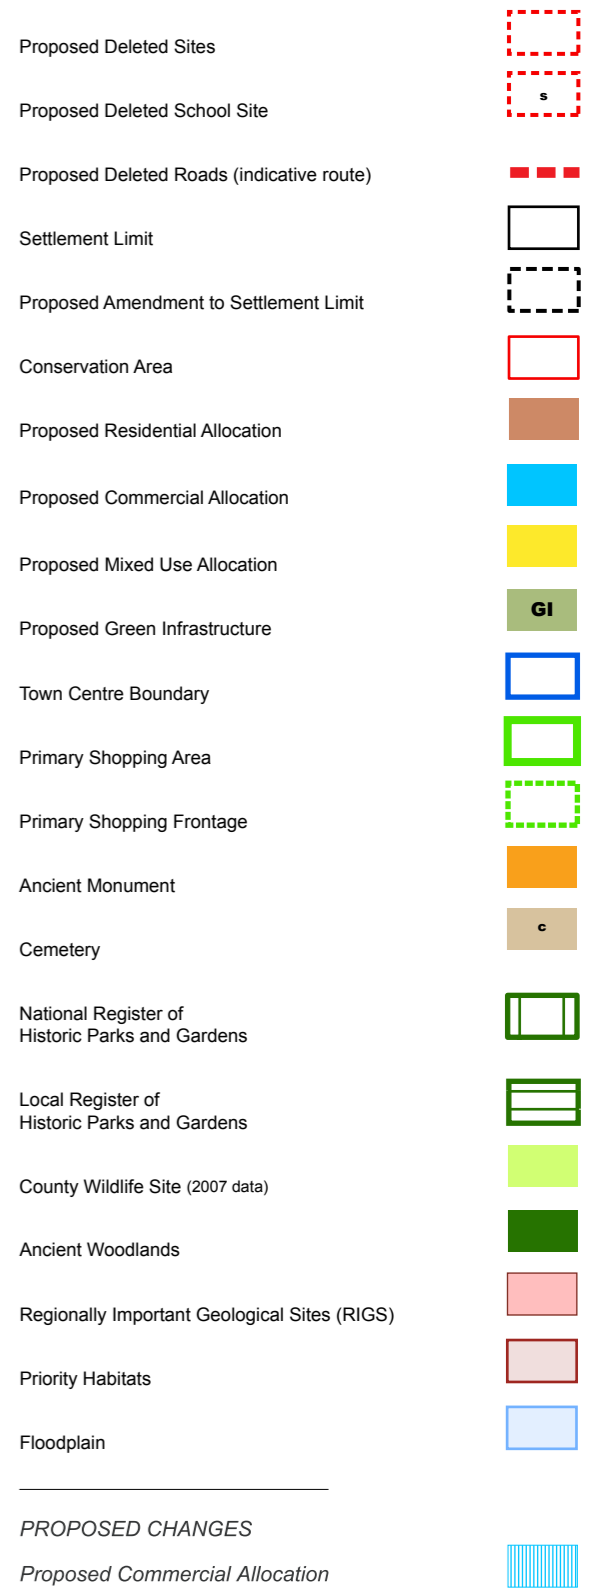 Proposed Deleted Sites
Proposed Deleted School Site
s
Proposed Deleted Roads (indicative route)
Settlement Limit
Proposed Amendment to Settlement Limit
Conservation Area
Proposed Residential Allocation
Proposed Commercial Allocation
Proposed Mixed Use Allocation
Proposed Green Infrastructure
GI
Town Centre Boundary
Primary Shopping Area
Primary Shopping Frontage
Ancient Monument
Cemetery
c
National Register of
Historic Parks and Gardens
Local Register of
Historic Parks and Gardens
County Wildlife Site (2007 data)
Ancient Woodlands
Regionally Important Geological Sites (RIGS)
Priority Habitats
Floodplain
PROPOSED CHANGES
Proposed Commercial Allocation